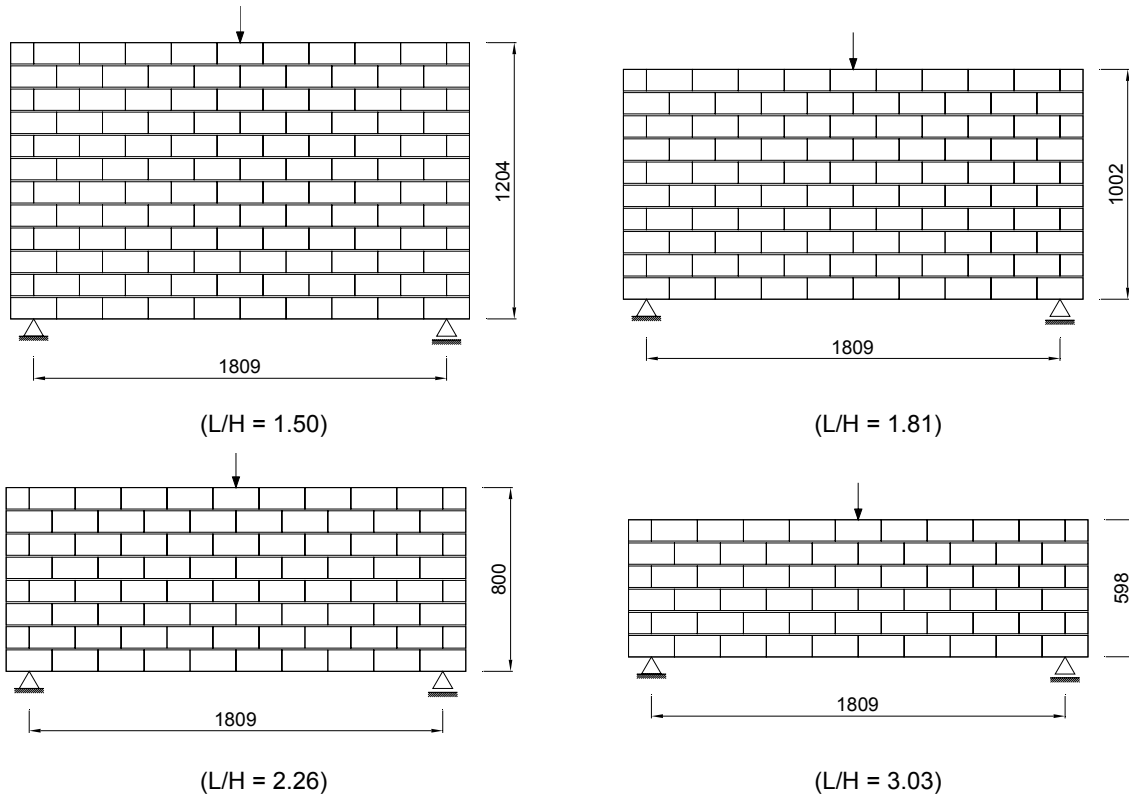 1204
1809
(L/H = 1.50)
1002
1809
(L/H = 1.81)
800
1809
(L/H = 2.26)
598
1809
(L/H = 3.03)